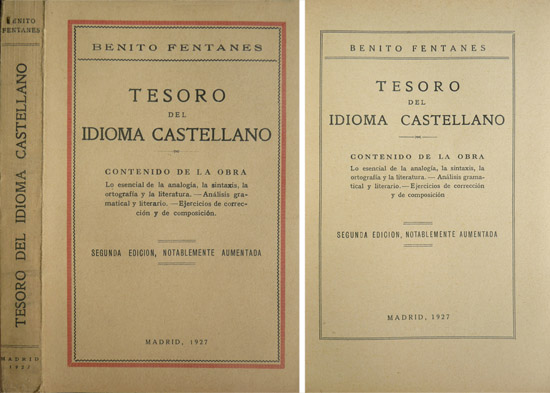 BENITO
FENTANES
TESORO DEL IDIOMA CASTELLANO
MADRID
1927
BENITO FENTANES
TESORO
DEL
IDIOMA CASTELLANO
CONTENIDO DE LA OBRA
Lo esencial de la analogía, la sintaxis, la
ortografía y la literatura. — Análisis gra-
matical y literario. — Ejercicios de correc-
ción y de composición.
SEGUNDA EDICION, NOTABLEMENTE AUMENTADA
MADRID, 1927
BENITO FENTANES
TESORO
DEL
IDIOMA CASTELLANO
CONTENIDO DE LA OBRA
Lo esencial de la analogía, la sintaxis, la
ortografía y la literatura. — Análisis grama-
tical y literario. — Ejercicios de corrección
y de composición
SEGUNDA EDICION, NOTABLEMENTE AUMENTADA
MADRID, 1927